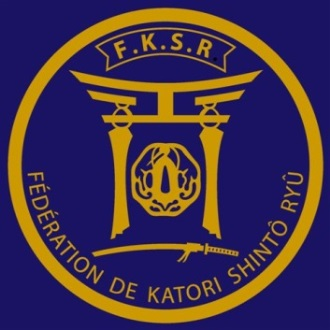 F.K.S.R.
FÉDÉRATION DE KATORI SHINTÔ RYÛ